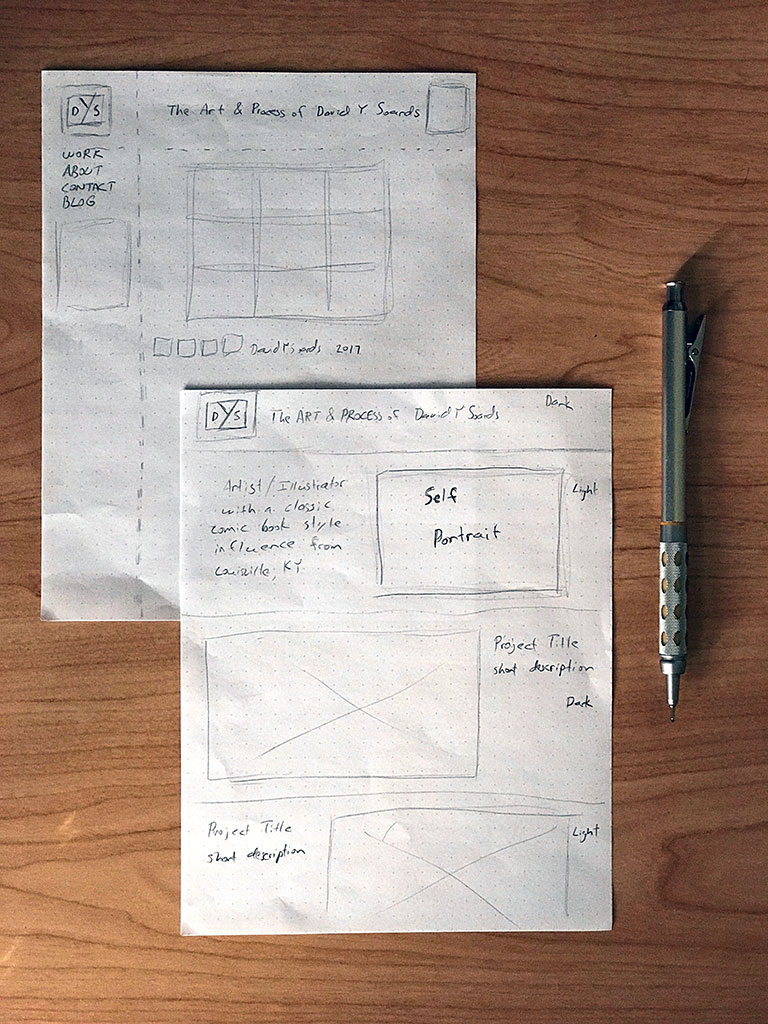 DYS
The Art & Process of David Y Soards
WORK
ABOUT
CONTACT
BLOG
David Y Soards 2017
DYS
The ART & PROCESS of David Y Soards
Dark
Artist/Illustrator
with a classic
comic book style
influence from
Louisville, KY.
Self
Portrait
Light
Project Title
short description
Dark
Project Title
short description
Light